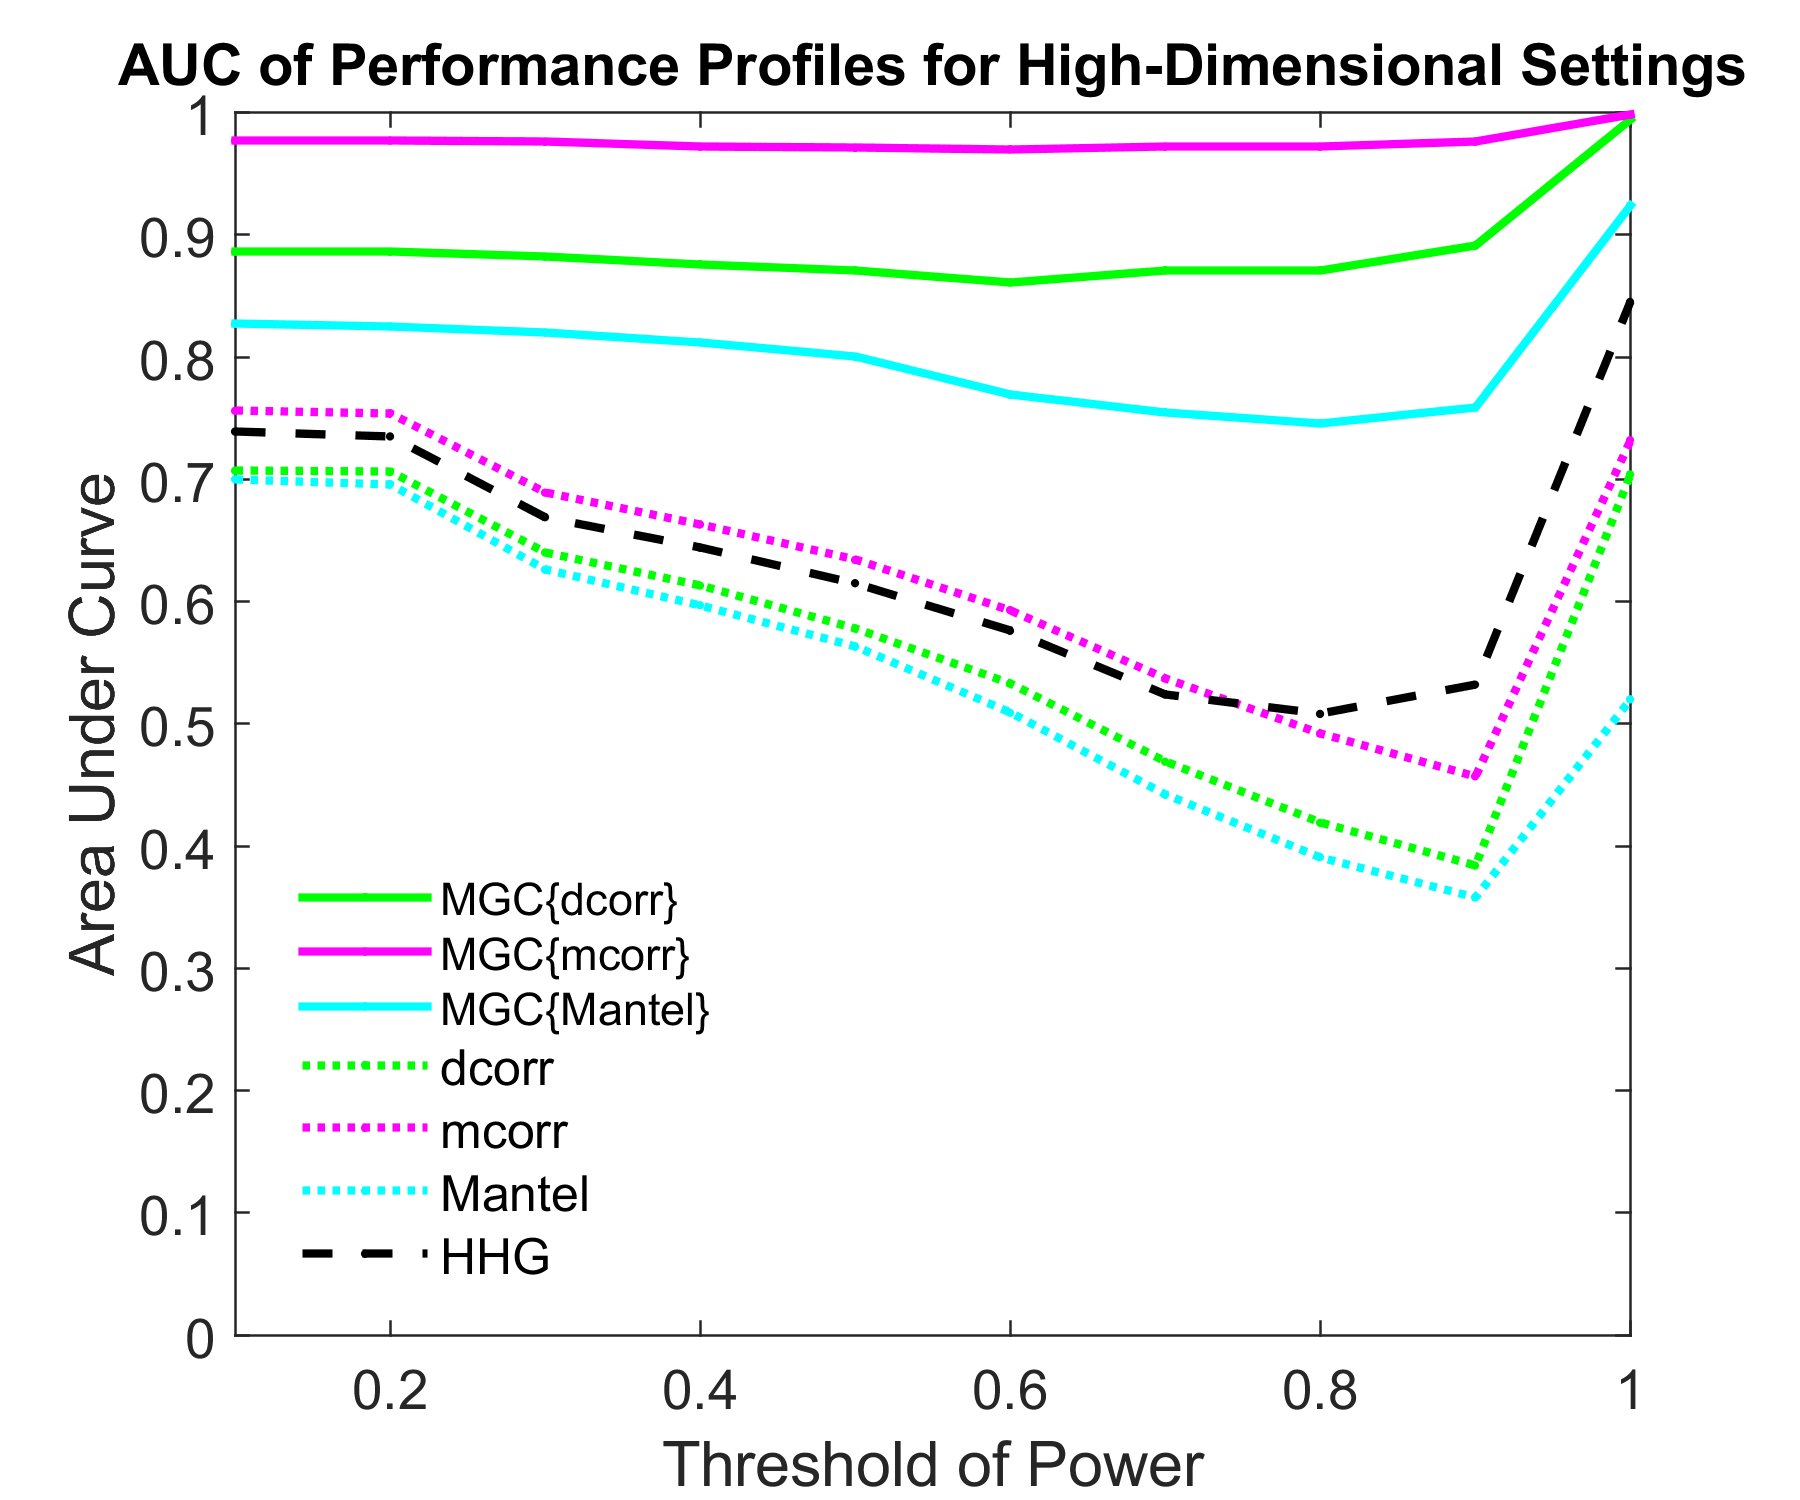 AUC of Performance Profiles for High-Dimensional Settings
1
0.9
0.8
0.7
0.6
0.5
0.4
0.3
0.2
0.1
0
Area Under Curve
MGC{dcorr}
MGC{mcorr}
MGC{Mantel}
dcorr
mcorr
Mantel
HHG
0.2 0.4 0.6 0.8 1
Threshold of Power